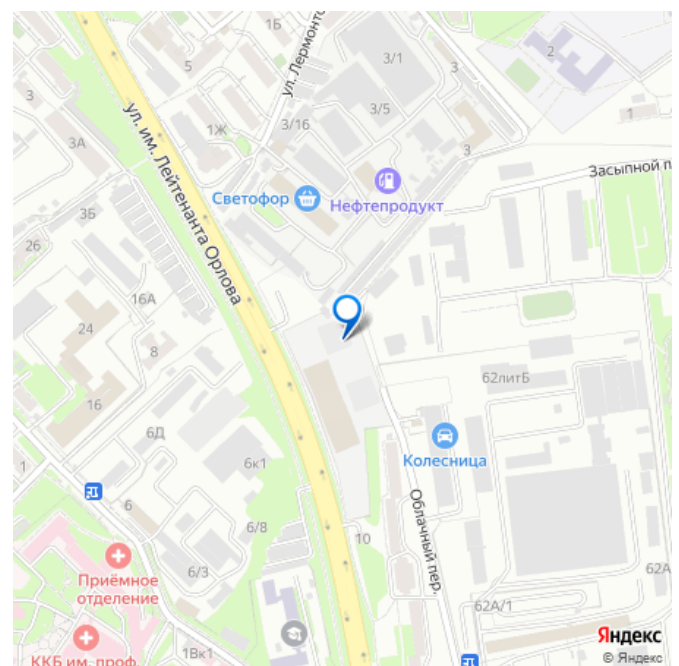 1Б
ул. Лермонто
3/1
2
5
3
3
3/5
1
1Ж
3/16
3А
3
ул. им. Лейтенанта Орлова
Засыпной п
Светофор
Нефтепродукт
3Б
26
16А
24
8
62литБ
16
6Д
Колесница
1
6к1
6
Облачный пер.
6/8
10
Приёмное
отделение
6/3
62А
62А/1
1Вк1
ККБ им. проф.
Яндекс
© Яндекс